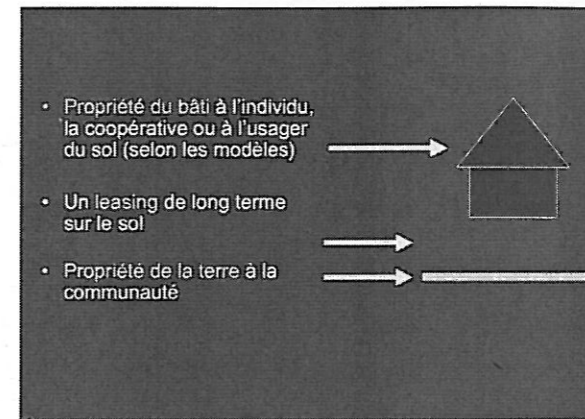 • Propriété du bâti à l'individu,
la coopérative ou à l'usager
du sol (selon les modèles)
• Un leasing de long terme
sur le sol
• Propriété de la terre à la
communauté